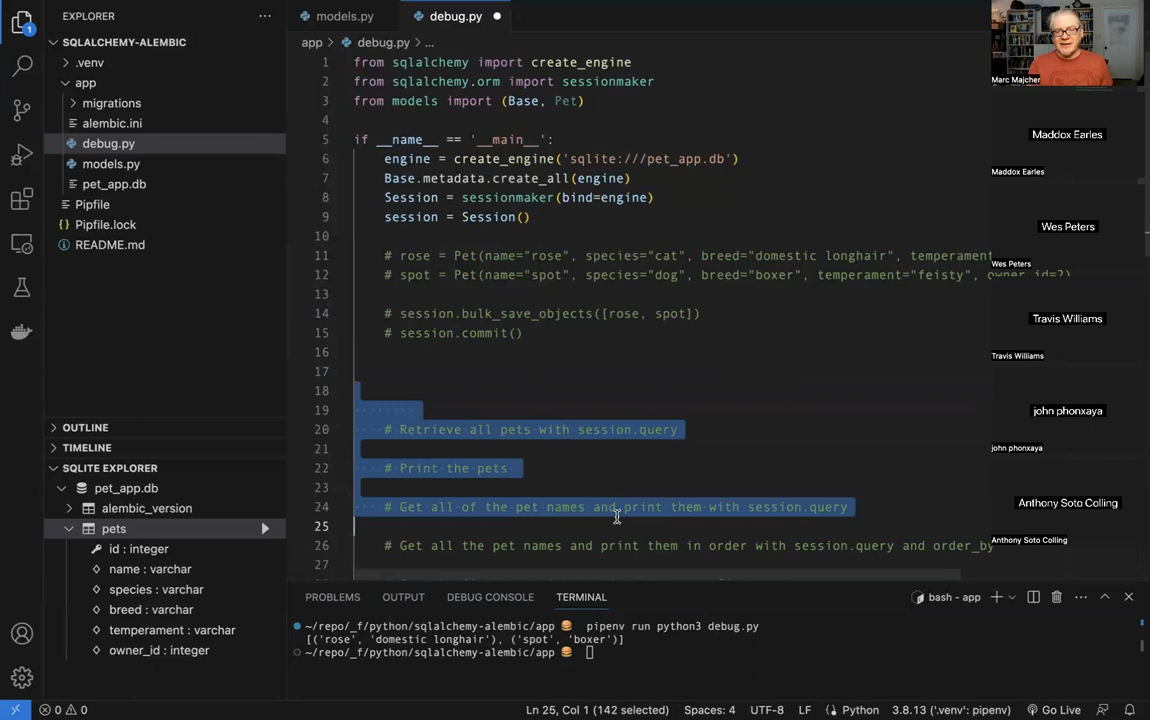 EXPLORER
SQLALCHEMY-ALEMBIC
.venv
app
migrations
alembic.ini
debug.py
models.py
pet_app.db
Pipfile
Pipfile.lock
README.md
OUTLINE
TIMELINE
SQLITE EXPLORER
pet_app.db
alembic_version
pets
id : integer
name : varchar
species : varchar
breed : varchar
temperament : varchar
owner_id : integer
models.py
debug.py
app > debug.py > ...
1 from sqlalchemy import create_engine
2 from sqlalchemy.orm import sessionmaker
3 from models import (Base, Pet)
4
5 if __name__ == '__main__':
6 engine = create_engine('sqlite:///pet_app.db')
7 Base.metadata.create_all(engine)
8 Session = sessionmaker(bind=engine)
9 session = Session()
10
11 # rose = Pet(name="rose", species="cat", breed="domestic longhair", temperament
12 # spot = Pet(name="spot", species="dog", breed="boxer", temperament="feisty", owner_id=2)
13
14 # session.bulk_save_objects([rose, spot])
15 # session.commit()
16
17
18
19
20 # Retrieve all pets with session.query
21
22 # Print the pets
23
24 # Get all of the pet names and print them with session.query
25
26 # Get all the pet names and print them in order with session.query and order_by
27
PROBLEMS OUTPUT DEBUG CONSOLE TERMINAL
bash - app
~/repo/_f/python/sqlalchemy-alembic/app pipenv run python3 debug.py
[('rose', 'domestic longhair'), ('spot', 'boxer')]
~/repo/_f/python/sqlalchemy-alembic/app
Marc Majcher
Maddox Earles
Maddox Earles
Wes Peters
Wes Peters
Travis Williams
Travis Williams
john phonxaya
john phonxaya
Anthony Soto Colling
Anthony Soto Colling
1
0 0
Ln 25, Col 1 (142 selected) Spaces: 4 UTF-8 LF Python 3.8.13 ('.venv': pipenv) Go Live